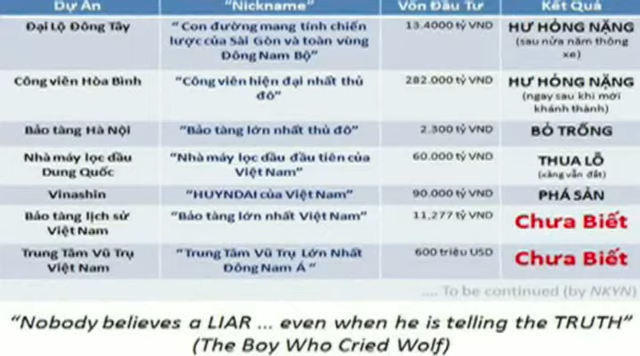 Dự Án "Nickname" Vốn Đầu Tư Kết Quả
Đại Lộ Đông Tây
" Con đường mang tính chiến
lược của Sài Gòn và toàn vùng
Đông Nam Bộ"
13.4000 tỷ VND
HƯ HỎNG NẶNG
(sau nửa năm thông
xe)
Công viên Hòa Bình
"Công viên hiện đại nhất thủ
đô"
282.000 tỷ VND
HƯ HỎNG NẶNG
(ngay sau khi mới
khánh thành)
Bảo tàng Hà Nội
"Bảo tàng lớn nhất thủ đô"
2.300 tỷ VND
BỎ TRỐNG
Nhà máy lọc dầu
Dung Quốc
"Nhà máy lọc dầu đầu tiên của
Việt Nam"
60.000 tỷ VND
THUA LỖ
(xăng vẫn đắt)
Vinashin
"HUYNDAI của Việt Nam"
90.000 tỷ VND
PHÁ SẢN
Bảo tàng lịch sử
Việt Nam
"Bảo tàng lớn nhất Việt Nam"
11,277 tỷ VND
Chưa Biết
Trung Tâm Vũ Trụ
Việt Nam
"Trung Tâm Vũ Trụ Lớn Nhất
Đông Nam Á "
600 triệu USD
Chưa Biết
.... To be continued (by NKYN)
"Nobody believes a LIAR ... even when he is telling the TRUTH"
(The Boy Who Cried Wolf)